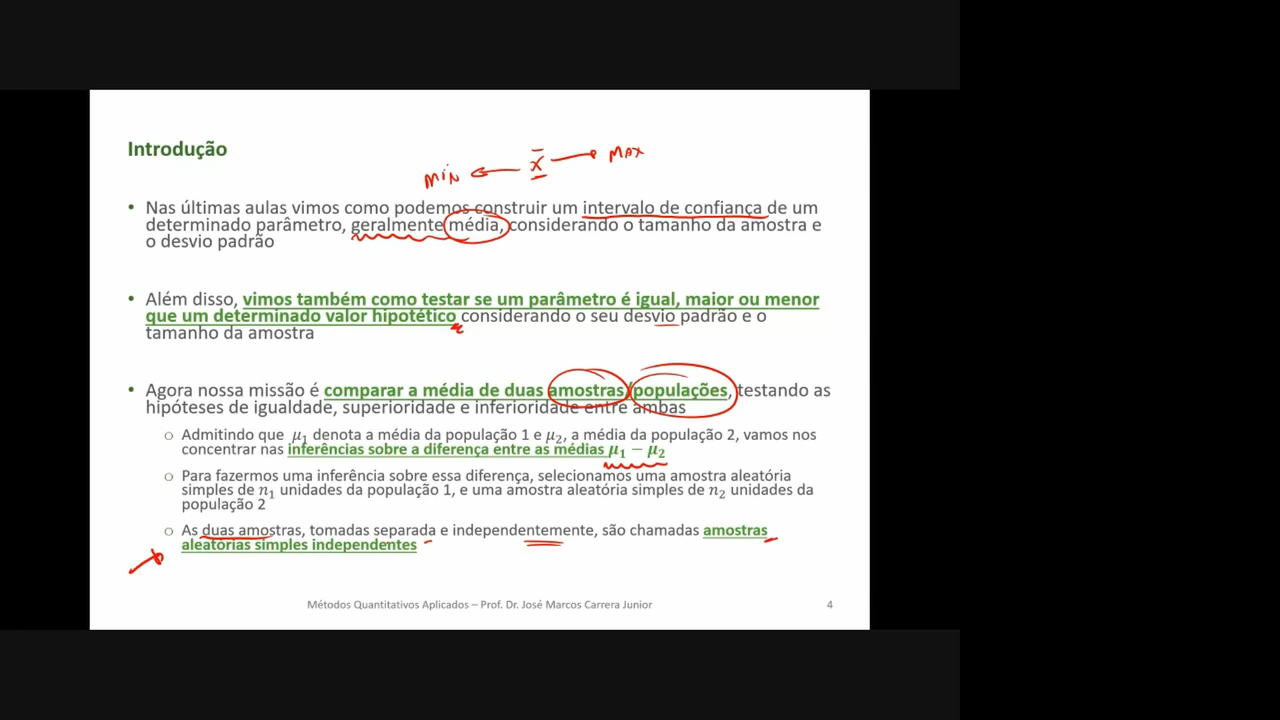 Introdução
MIN ← x̄ → MAX
• Nas últimas aulas vimos como podemos construir um intervalo de confiança de um
determinado parâmetro, geralmente média, considerando o tamanho da amostra e
o desvio padrão
• Além disso, vimos também como testar se um parâmetro é igual, maior ou menor
que um determinado valor hipotético considerando o seu desvio padrão e o
tamanho da amostra
• Agora nossa missão é comparar a média de duas amostras/populações, testando as
hipóteses de igualdade, superioridade e inferioridade entre ambas
○ Admitindo que μ₁ denota a média da população 1 e μ₂, a média da população 2, vamos nos
concentrar nas inferências sobre a diferença entre as médias μ₁ − μ₂
○ Para fazermos uma inferência sobre essa diferença, selecionamos uma amostra aleatória
simples de n₁ unidades da população 1, e uma amostra aleatória simples de n₂ unidades da
população 2
○ As duas amostras, tomadas separada e independentemente, são chamadas amostras
aleatórias simples independentes
Métodos Quantitativos Aplicados – Prof. Dr. José Marcos Carrera Junior 4